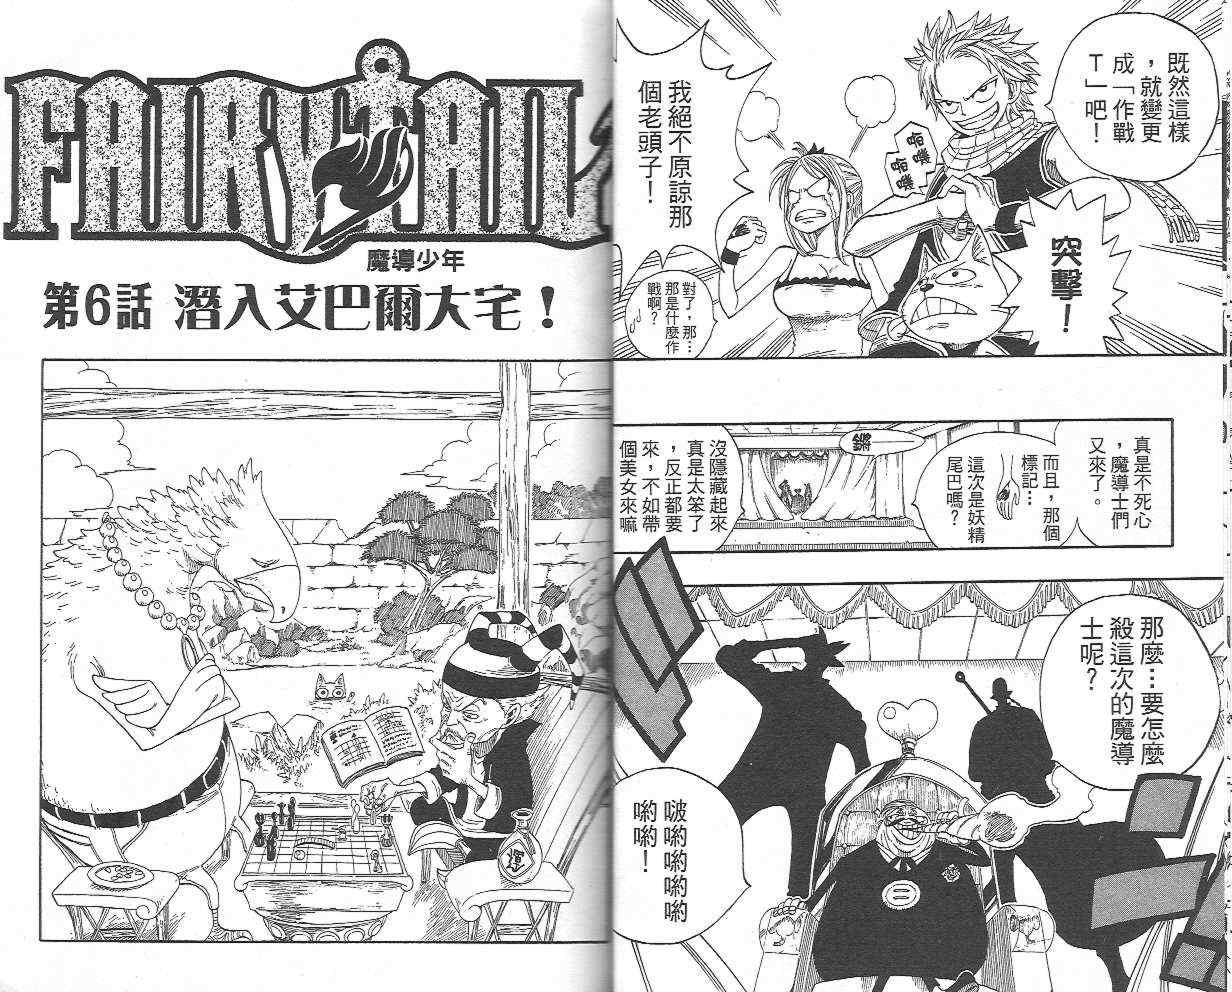 既然這樣
，就變更
成「作戰
T」吧！
突擊！
我絕不原諒那
個老頭子！
對了，那…
那是什麼作
戰啊？
真是不死心
，魔導士們
又來了。
而且，那個
標記…
這次是妖精
尾巴嗎？
鏘
沒隱藏起來
真是太笨了
，反正都要
來，不如帶
個美女來嘛
那麼…要怎麼
殺這次的魔導
士呢？
啵喲喲喲喲
喲喲！
FAIRY TAIL
魔導少年
第6話 潛入艾巴爾大宅！